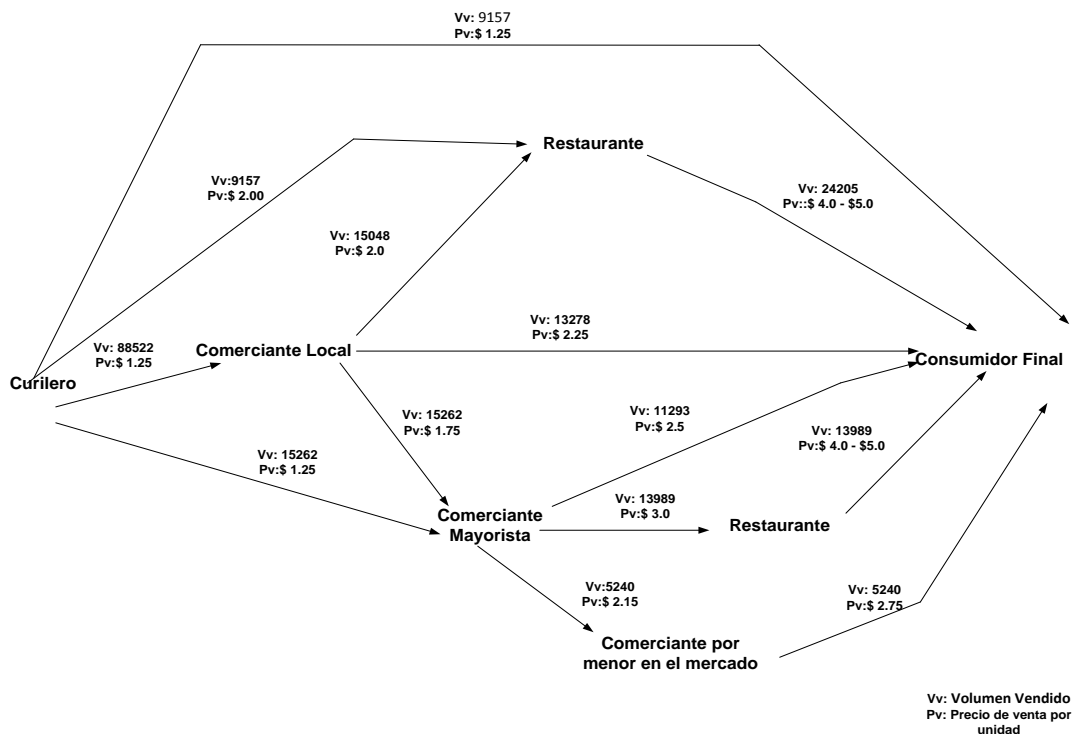 Vv: 9157
Pv:$ 1.25
Restaurante
Vv:9157
Pv:$ 2.00
Vv: 24205
Pv::$ 4.0 - $5.0
Vv: 15048
Pv:$ 2.0
Vv: 13278
Pv:$ 2.25
Vv: 88522
Pv:$ 1.25
Comerciante Local
Consumidor Final
Curilero
Vv: 15262
Pv:$ 1.75
Vv: 11293
Pv:$ 2.5
Vv: 13989
Pv:$ 4.0 - $5.0
Vv: 15262
Pv:$ 1.25
Comerciante
Mayorista
Vv: 13989
Pv:$ 3.0
Restaurante
Vv:5240
Pv:$ 2.15
Vv: 5240
Pv:$ 2.75
Comerciante por
menor en el mercado
Vv: Volumen Vendido
Pv: Precio de venta por
unidad